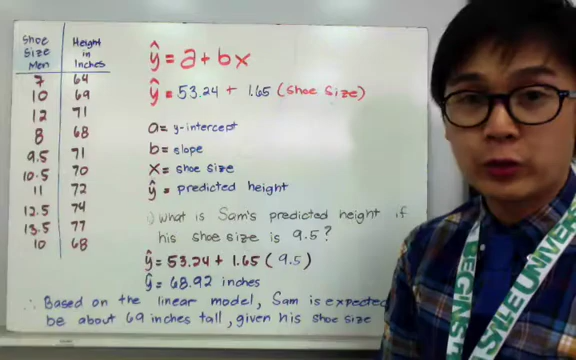 Shoe Size Men | Height in Inches
7 | 64
10 | 69
12 | 71
8 | 68
9.5 | 71
10.5 | 70
11 | 72
12.5 | 74
13.5 | 77
10 | 68
ŷ = a + bx
ŷ = 53.24 + 1.65 (Shoe Size)
a = y-intercept
b = slope
x = shoe size
ŷ = predicted height
1) What is Sam's predicted height if
his shoe size is 9.5?
ŷ = 53.24 + 1.65 (9.5)
ŷ = 68.92 inches
∴ Based on the linear model, Sam is expected
be about 69 inches tall, given his shoe size
BEGINS
UNIVER
BEGINST